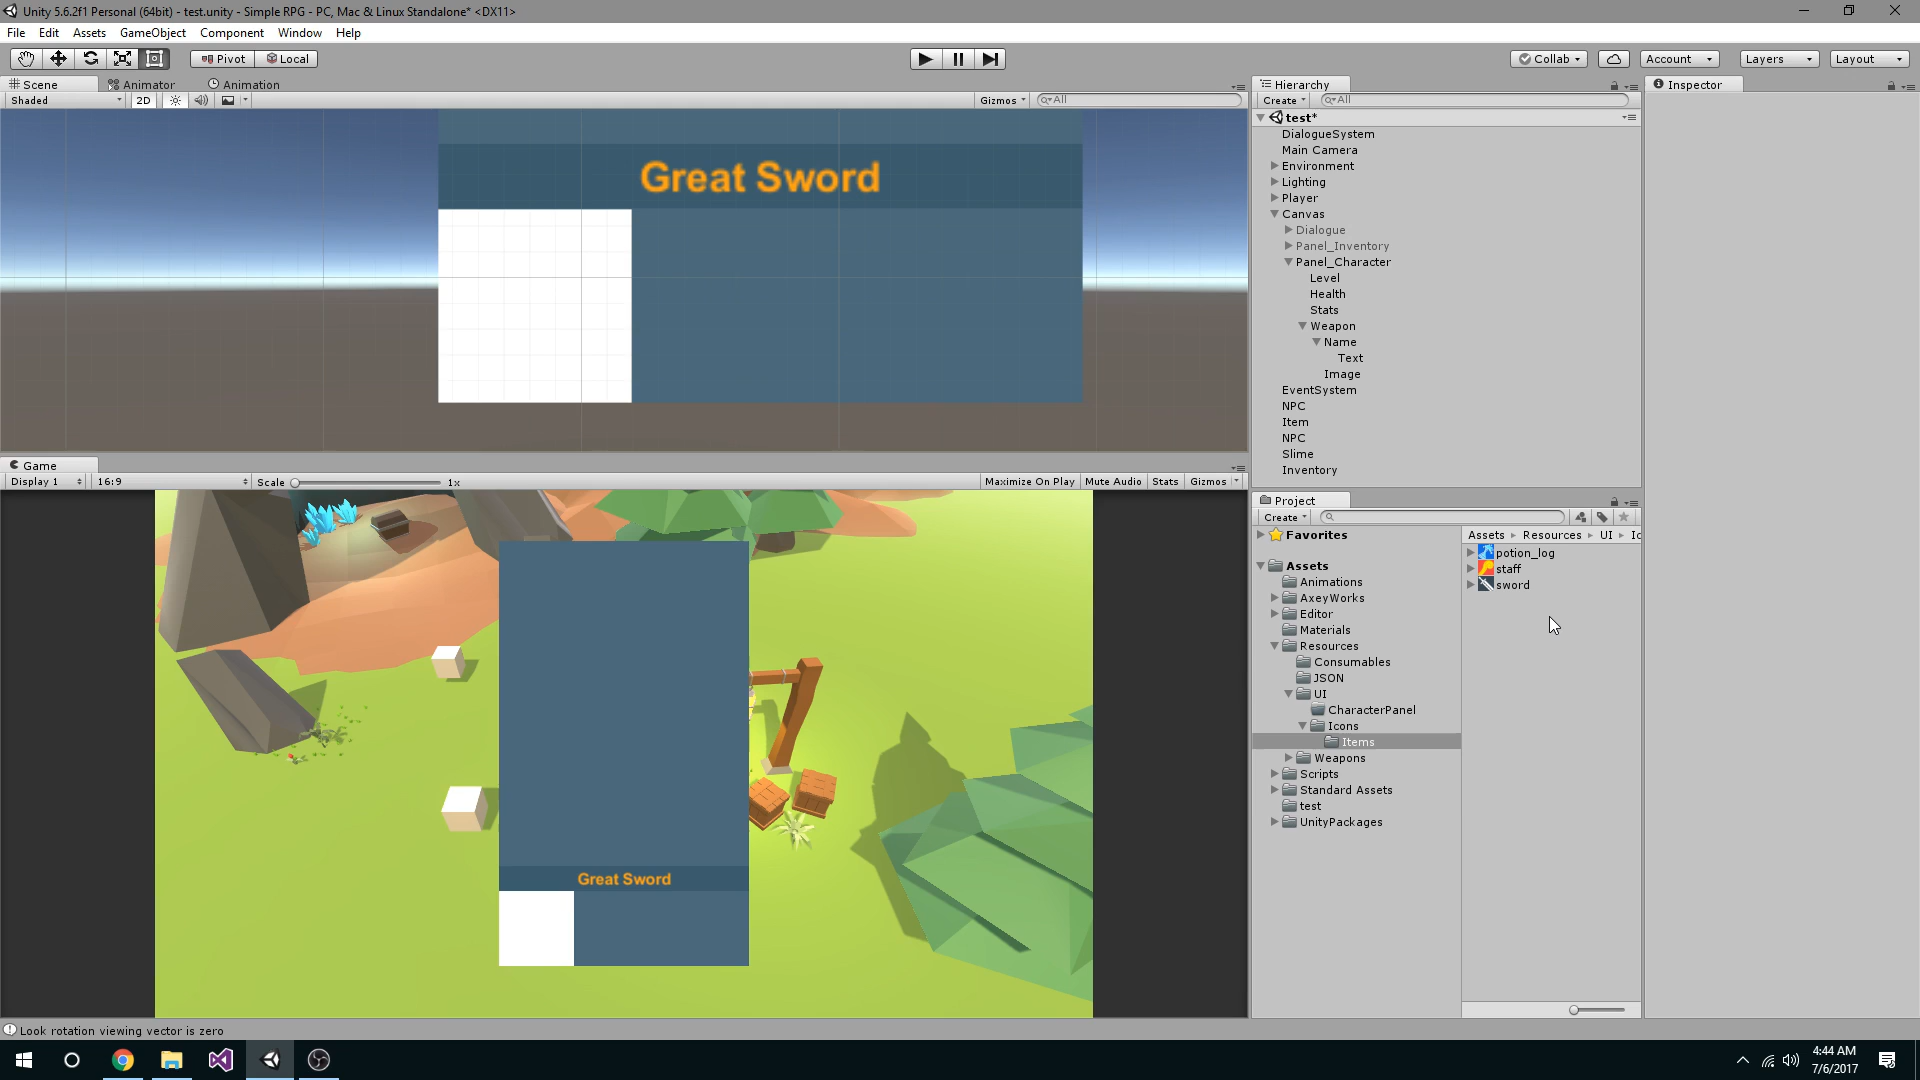 Unity 5.6.2f1 Personal (64bit) - test.unity - Simple RPG - PC, Mac & Linux Standalone* <DX11>
File Edit Assets GameObject Component Window Help
Pivot Local Collab Account Layers Layout
Scene Animator Animation
Shaded 2D Gizmos All
Great Sword
Game
Display 1 16:9 Scale 1x Maximize On Play Mute Audio Stats Gizmos
Great Sword
Hierarchy
Create All
test*
DialogueSystem
Main Camera
Environment
Lighting
Player
Canvas
Dialogue
Panel_Inventory
Panel_Character
Level
Health
Stats
Weapon
Name
Text
Image
EventSystem
NPC
Item
NPC
Slime
Inventory
Project
Create
Favorites
Assets
Animations
AxeyWorks
Editor
Materials
Resources
Consumables
JSON
UI
CharacterPanel
Icons
Items
Weapons
Scripts
Standard Assets
test
UnityPackages
Assets Resources UI Ic
potion_log
staff
sword
Inspector
Look rotation viewing vector is zero
4:44 AM
7/6/2017